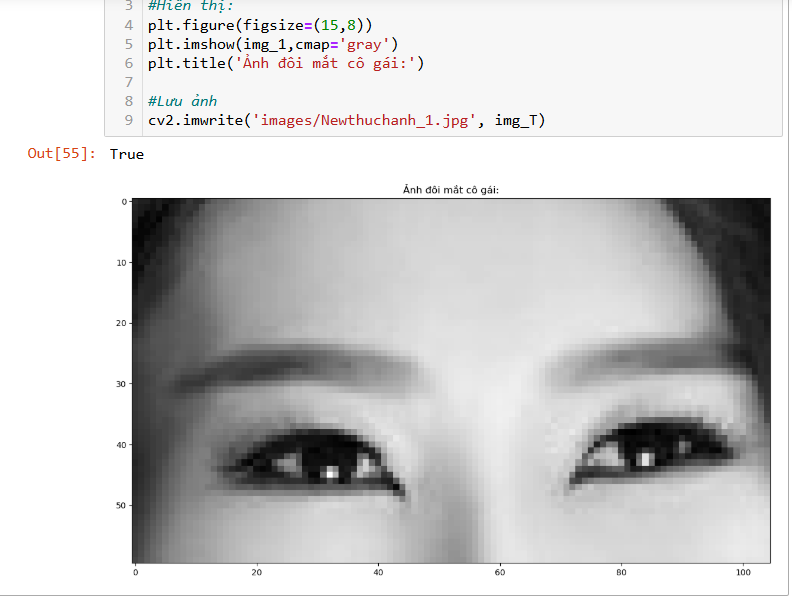 3 #Hiển thị:
4 plt.figure(figsize=(15,8))
5 plt.imshow(img_1,cmap='gray')
6 plt.title('Ảnh đôi mắt cô gái:')
7
8 #Lưu ảnh
9 cv2.imwrite('images/Newthuchanh_1.jpg', img_T)
Out[55]: True
Ảnh đôi mắt cô gái:
0
10
20
30
40
50
0 20 40 60 80 100